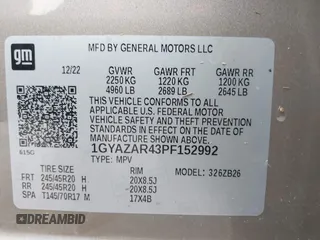 gm
MFD BY GENERAL MOTORS LLC
12/22 GVWR GAWR FRT GAWR RR
2250 KG 1220 KG 1200 KG
4960 LB 2689 LB 2645 LB
THIS VEHICLE CONFORMS TO ALL APPLICABLE
U.S. FEDERAL MOTOR VEHICLE SAFETY
AND THEFT PREVENTION STANDARDS IN EFFECT
ON THE DATE OF MANUFACTURE SHOWN ABOVE.
1GYAZAR43PF152992
TYPE: MPV MODEL: 326ZB26
TIRE SIZE RIM
FRT 245/45R20 H 20X8.5J
RR 245/45R20 H 20X8.5J
SPA T145/70R17 M 17X4B
AUTOBIDMASTER